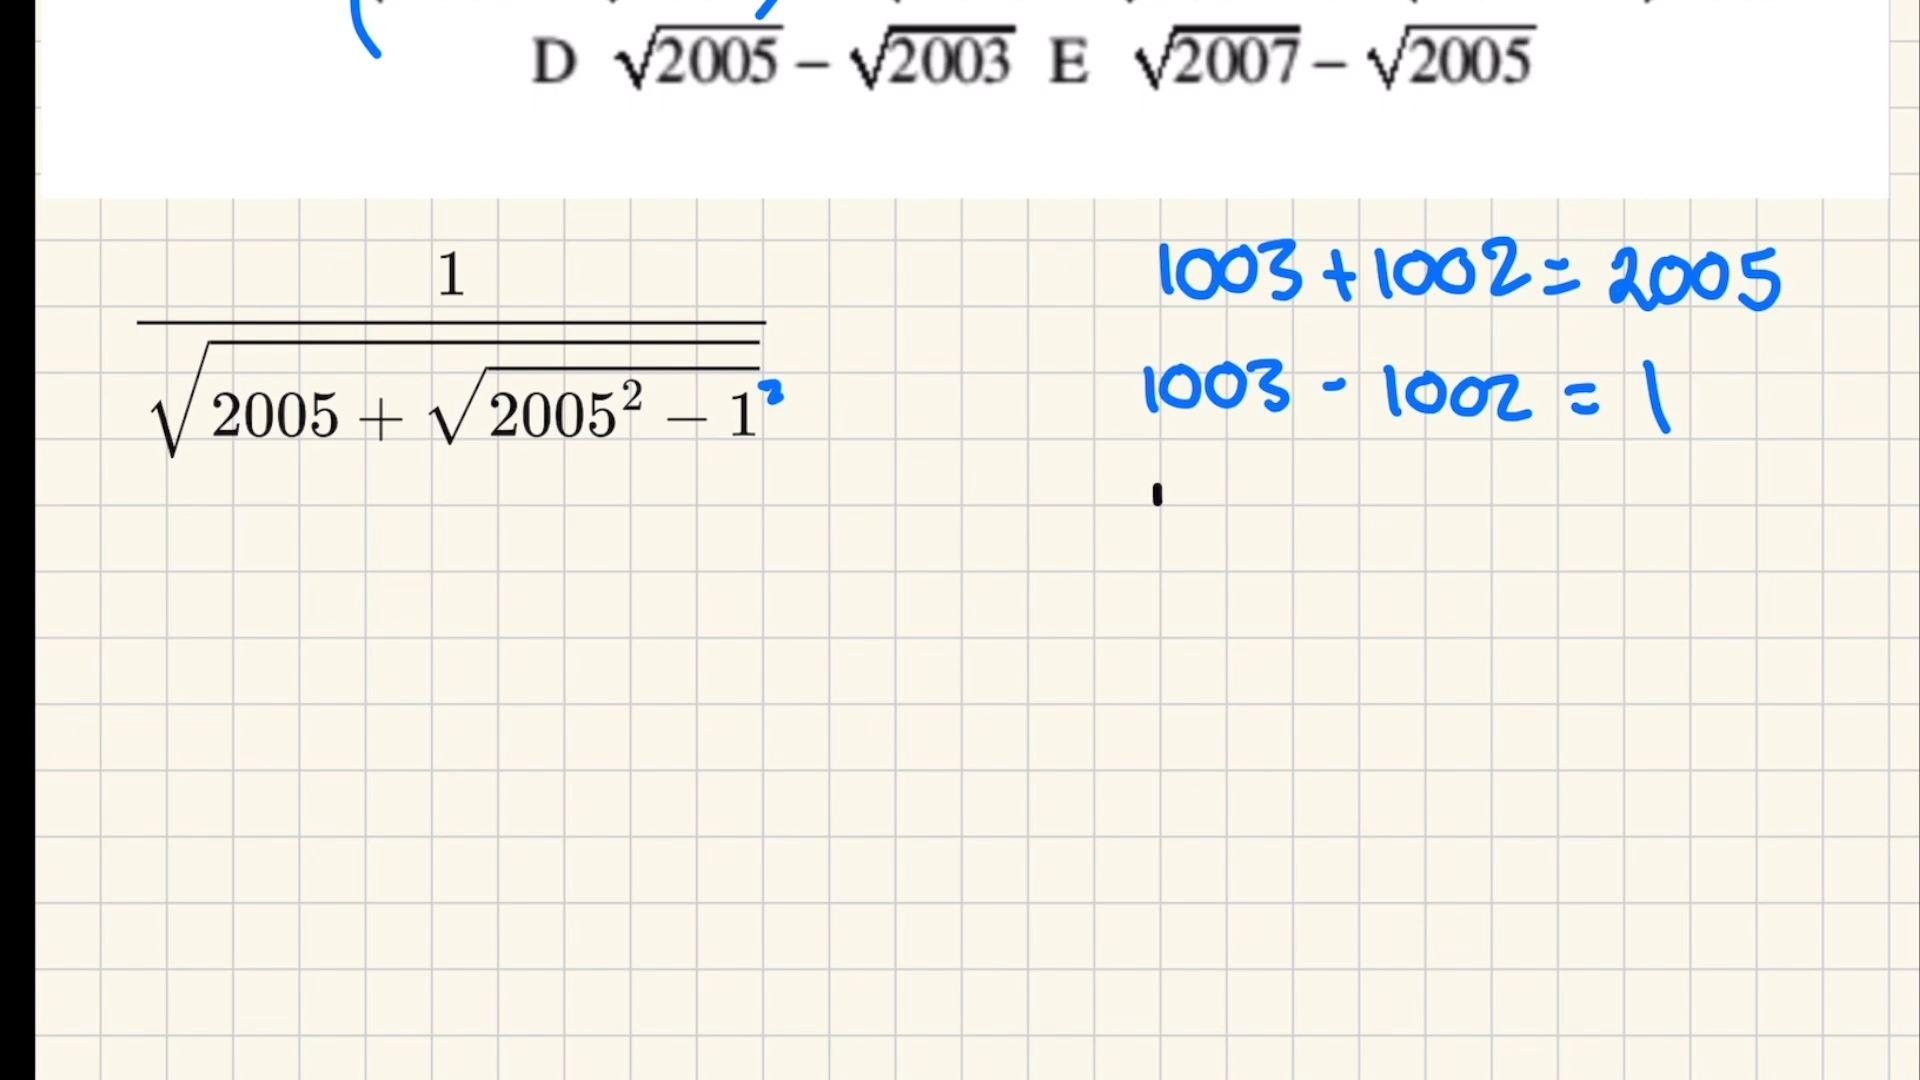 D √2005 − √2003 E √2007 − √2005
1
√(2005 + √(2005² − 1²))
1003 + 1002 = 2005
1003 - 1002 = 1